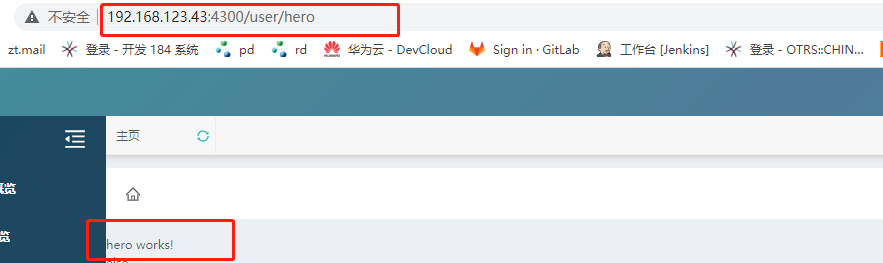 不安全 192.168.123.43:4300/user/hero
zt.mail 登录 - 开发 184 系统 pd rd 华为云 - DevCloud Sign in · GitLab 工作台 [Jenkins] 登录 - OTRS::CHIN...
主页
览
览
hero works!